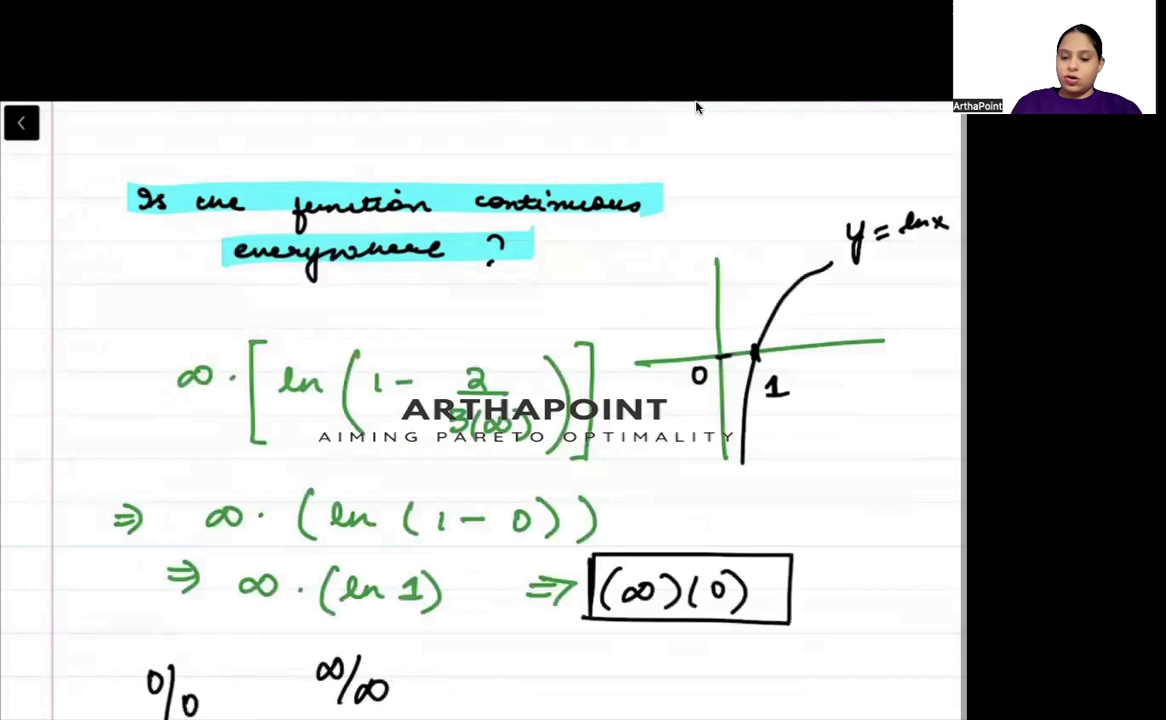 ArthaPoint
Is the function continuous
everywhere ?
y = ln x
0
1
∞ · [ ln ( 1 - 2/3(∞) ) ]
ARTHAPOINT
AIMING PARETO OPTIMALITY
⇒ ∞ · ( ln ( 1 - 0 ) )
⇒ ∞ · ( ln 1 ) ⇒ (∞)(0)
0/0 ∞/∞